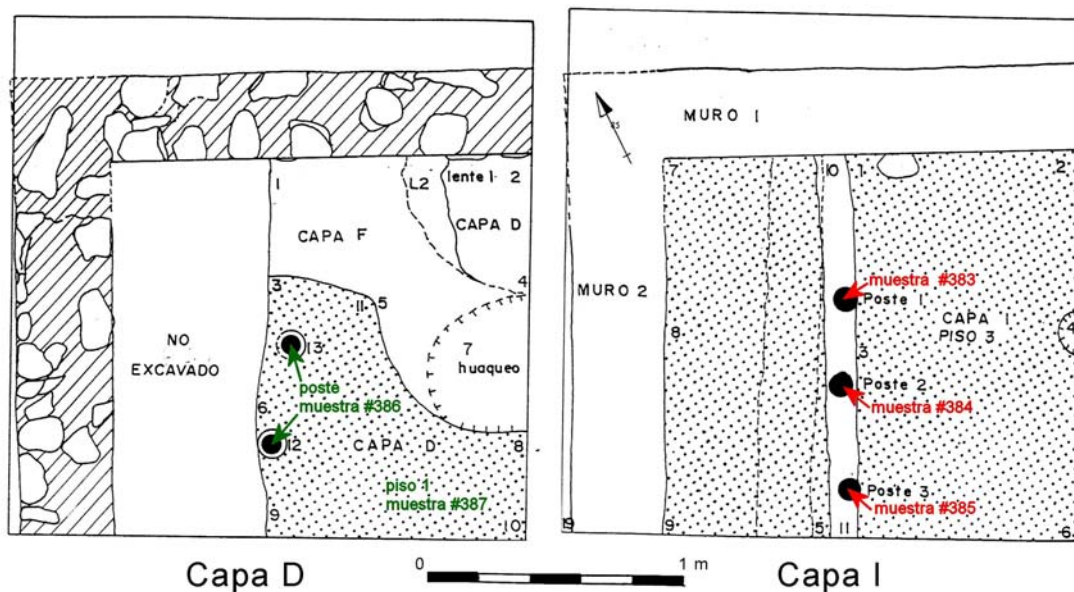 1
L2
lente 1 2
CAPA D
CAPA F
3
II
5
4
NO
EXCAVADO
13
7
huaqueo
poste
muestra #386
6
12
CAPA D
8
piso 1
muestra #387
9
10
Capa D
MURO I
7
10
1
2
muestra #383
MURO 2
Poste 1
CAPA I
PISO 3
8
4
3
Poste 2
muestra #384
Poste 3
muestra #385
9
9
5
11
6
Capa I
0
1 m